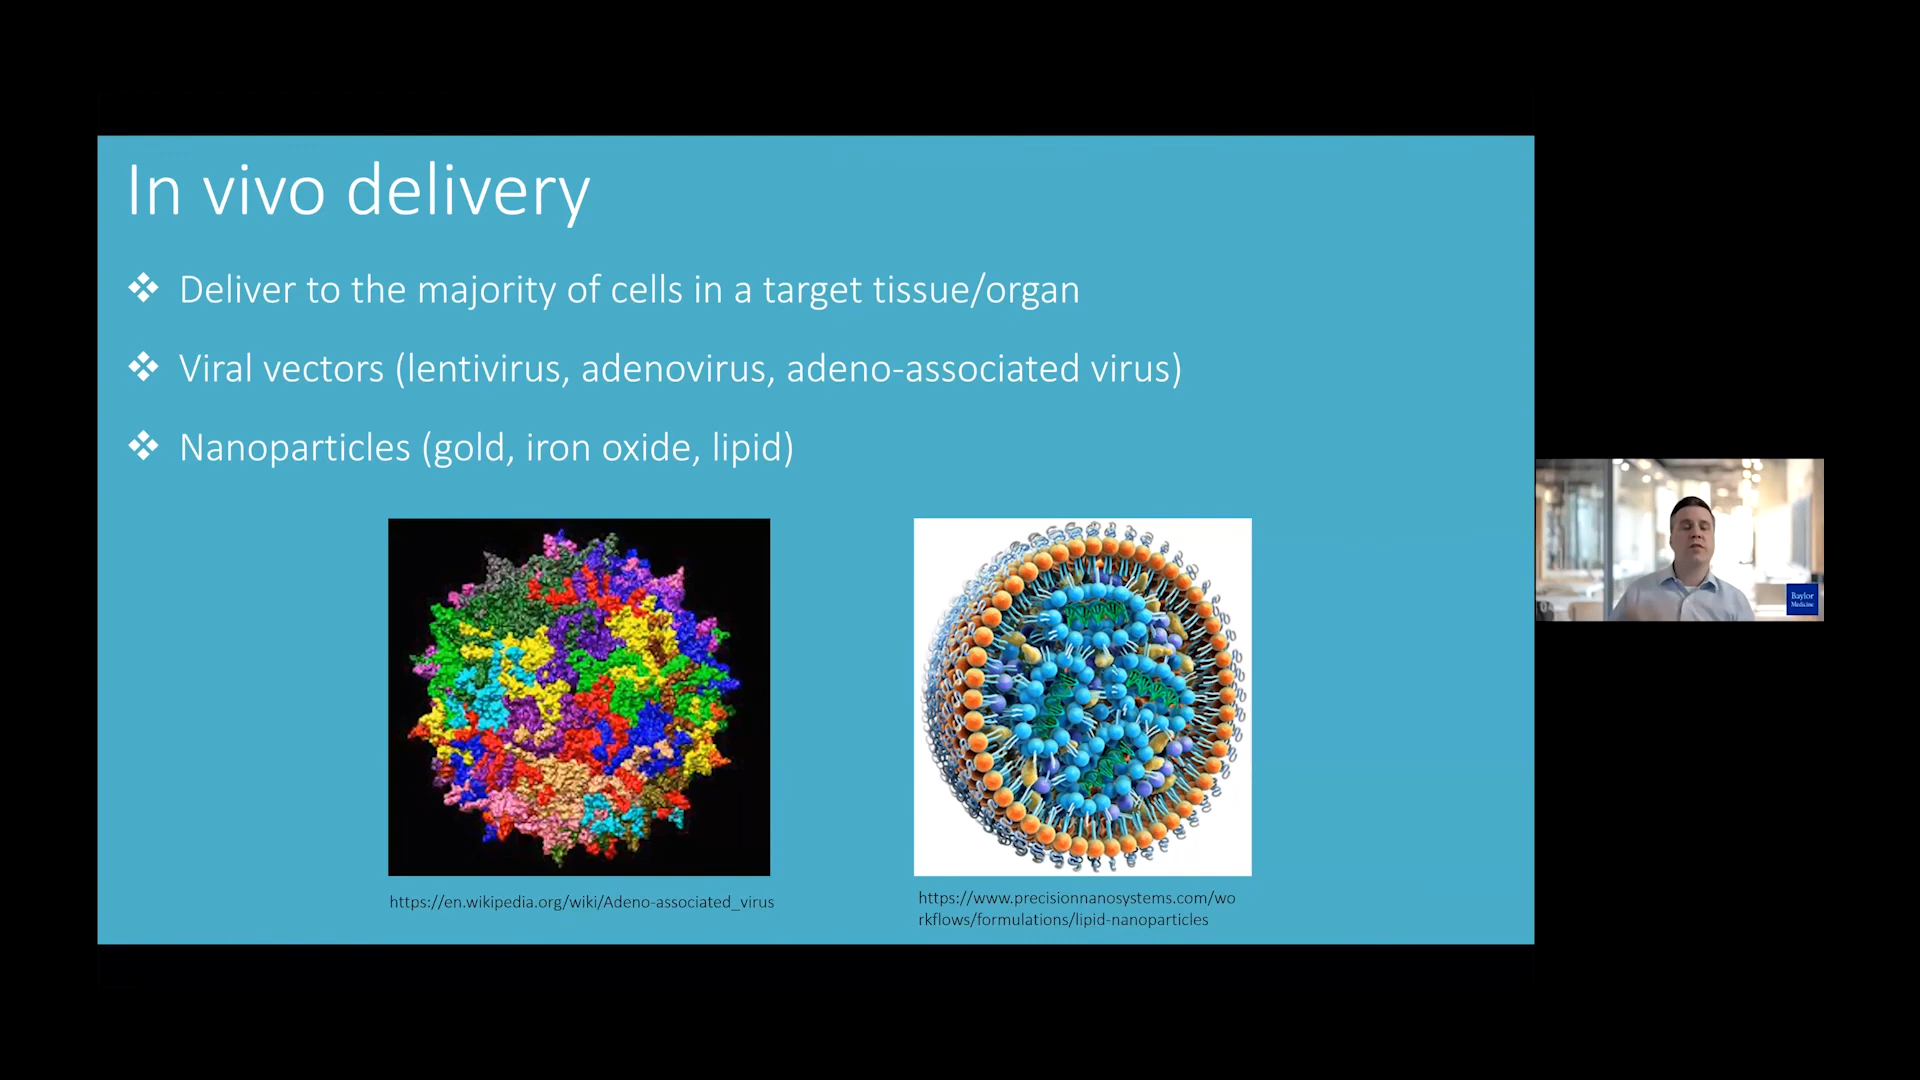 In vivo delivery
❖ Deliver to the majority of cells in a target tissue/organ
❖ Viral vectors (lentivirus, adenovirus, adeno-associated virus)
❖ Nanoparticles (gold, iron oxide, lipid)
https://en.wikipedia.org/wiki/Adeno-associated_virus
https://www.precisionnanosystems.com/wo
rkflows/formulations/lipid-nanoparticles
Baylor
Medicine